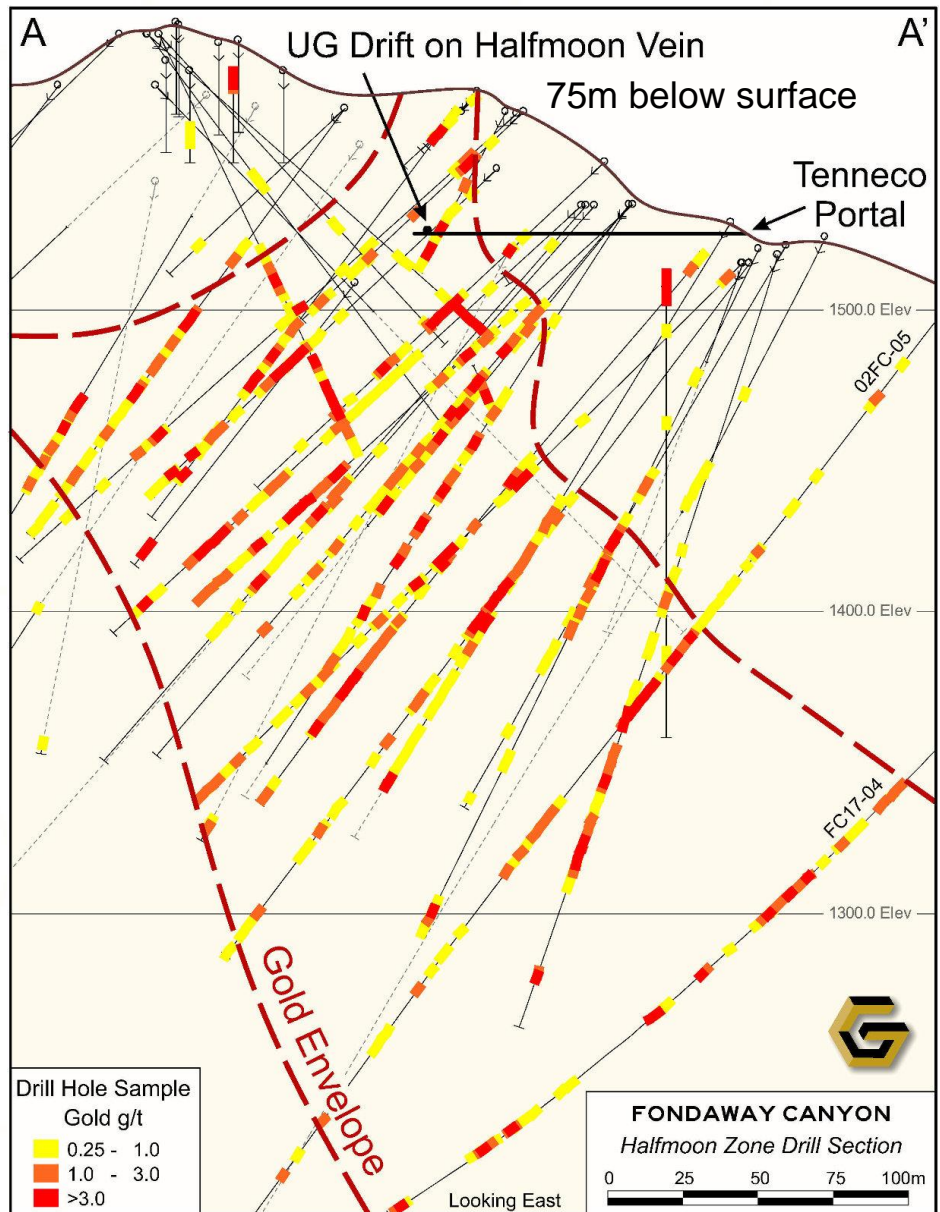 A
A'
UG Drift on Halfmoon Vein
75m below surface
Tenneco
Portal
1500.0 Elev
02FC-05
1400.0 Elev
FC17-04
1300.0 Elev
Gold Envelope
Drill Hole Sample
Gold g/t
0.25 - 1.0
1.0 - 3.0
>3.0
Looking East
FONDAWAY CANYON
Halfmoon Zone Drill Section
0 25 50 75 100m